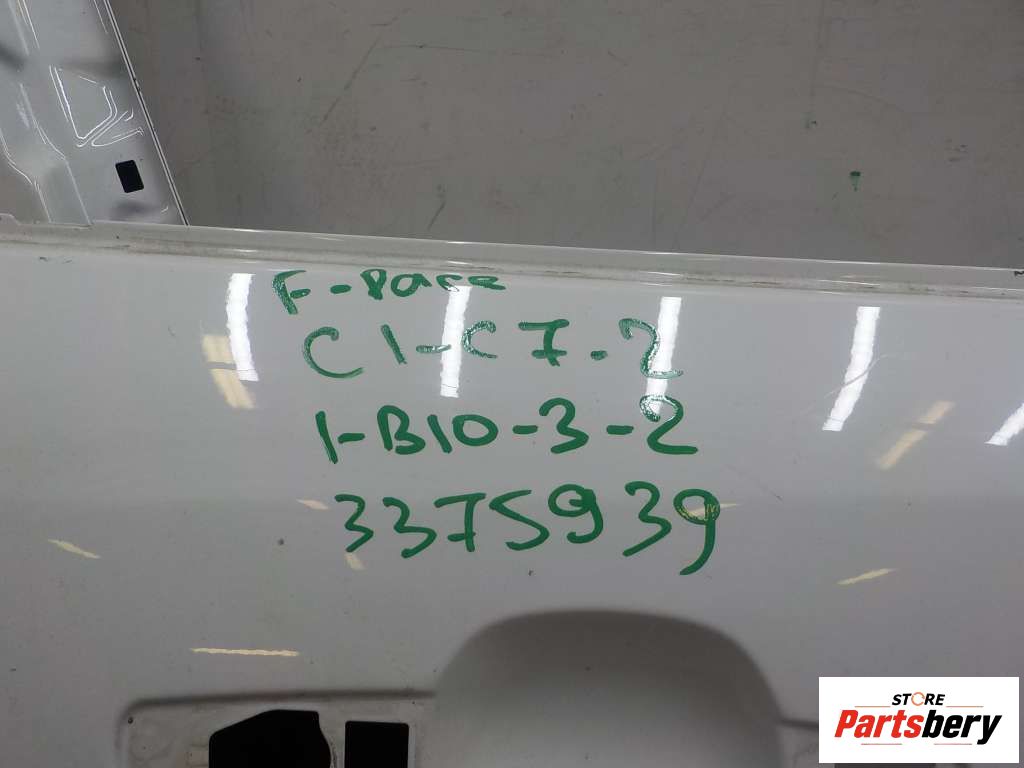 F-Pace
C1-C7-2
1-B10-3-2
3375939
STORE
Partsbery